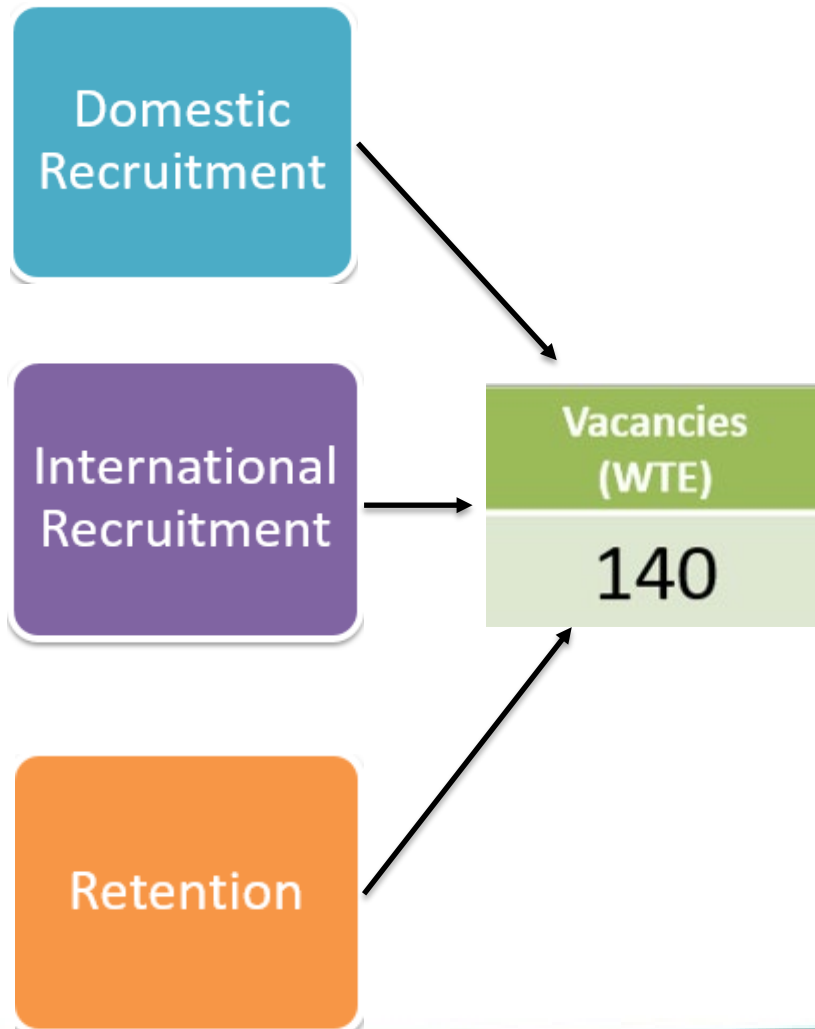 Domestic
Recruitment
International
Recruitment
Vacancies
(WTE)
140
Retention